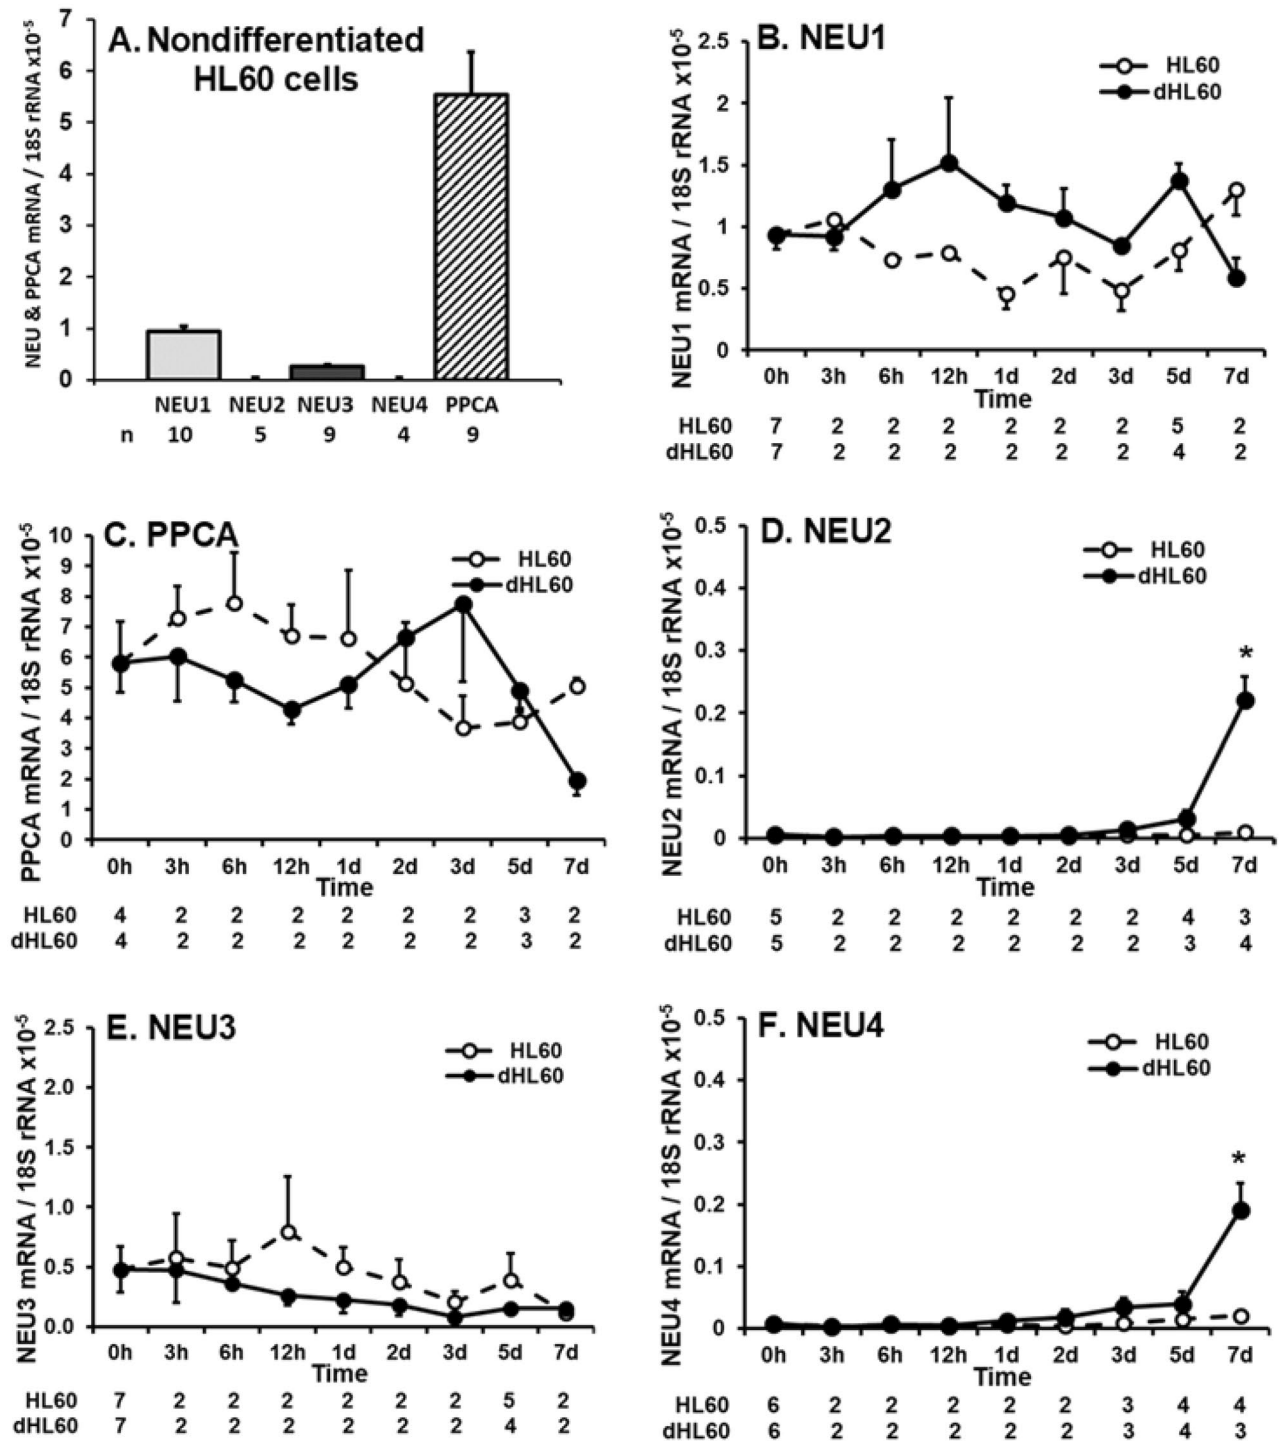 A. Nondifferentiated
HL60 cells
NEU & PPCA mRNA / 18S rRNA x10-5
7
6
5
4
3
2
1
0
NEU1 NEU2 NEU3 NEU4 PPCA
n 10 5 9 4 9
B. NEU1
NEU1 mRNA / 18S rRNA x10-5
HL60
dHL60
2.5
2
1.5
1
0.5
0
0h 3h 6h 12h 1d 2d 3d 5d 7d
Time
HL60 7 2 2 2 2 2 2 5 2
dHL60 7 2 2 2 2 2 2 4 2
C. PPCA
PPCA mRNA / 18S rRNA x10-5
HL60
dHL60
10
9
8
7
6
5
4
3
2
1
0
0h 3h 6h 12h 1d 2d 3d 5d 7d
Time
HL60 4 2 2 2 2 2 2 3 2
dHL60 4 2 2 2 2 2 2 3 2
D. NEU2
NEU2 mRNA / 18S rRNA x10-5
HL60
dHL60
0.5
0.4
0.3
0.2
0.1
0
*
0h 3h 6h 12h 1d 2d 3d 5d 7d
Time
HL60 5 2 2 2 2 2 2 4 3
dHL60 5 2 2 2 2 2 2 3 4
E. NEU3
NEU3 mRNA / 18S rRNA x10-5
HL60
dHL60
2.5
2.0
1.5
1.0
0.5
0.0
0h 3h 6h 12h 1d 2d 3d 5d 7d
Time
HL60 7 2 2 2 2 2 2 5 2
dHL60 7 2 2 2 2 2 2 4 2
F. NEU4
NEU4 mRNA / 18S rRNA x10-5
HL60
dHL60
0.5
0.4
0.3
0.2
0.1
0
*
0h 3h 6h 12h 1d 2d 3d 5d 7d
Time
HL60 6 2 2 2 2 2 3 4 4
dHL60 6 2 2 2 2 2 3 4 3